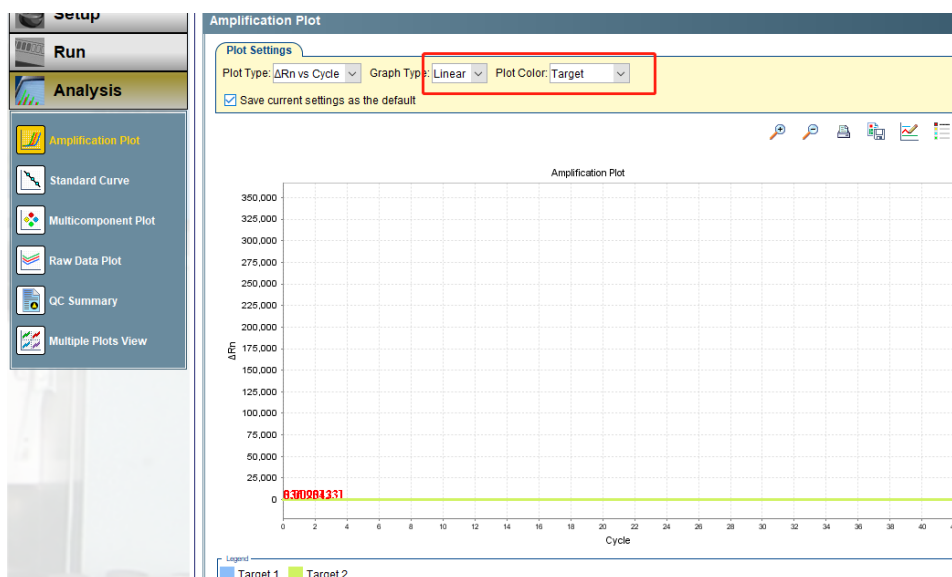 Setup
Run
Analysis
Amplification Plot
Standard Curve
Multicomponent Plot
Raw Data Plot
QC Summary
Multiple Plots View
Amplification Plot
Plot Settings
Plot Type: ΔRn vs Cycle Graph Type: Linear Plot Color: Target
Save current settings as the default
Amplification Plot
350,000
325,000
300,000
275,000
250,000
225,000
200,000
175,000
150,000
125,000
100,000
75,000
50,000
25,000
0
ΔRn
0 2 4 6 8 10 12 14 16 18 20 22 24 26 28 30 32 34 36 38 40
Cycle
Legend
Target 1 Target 2